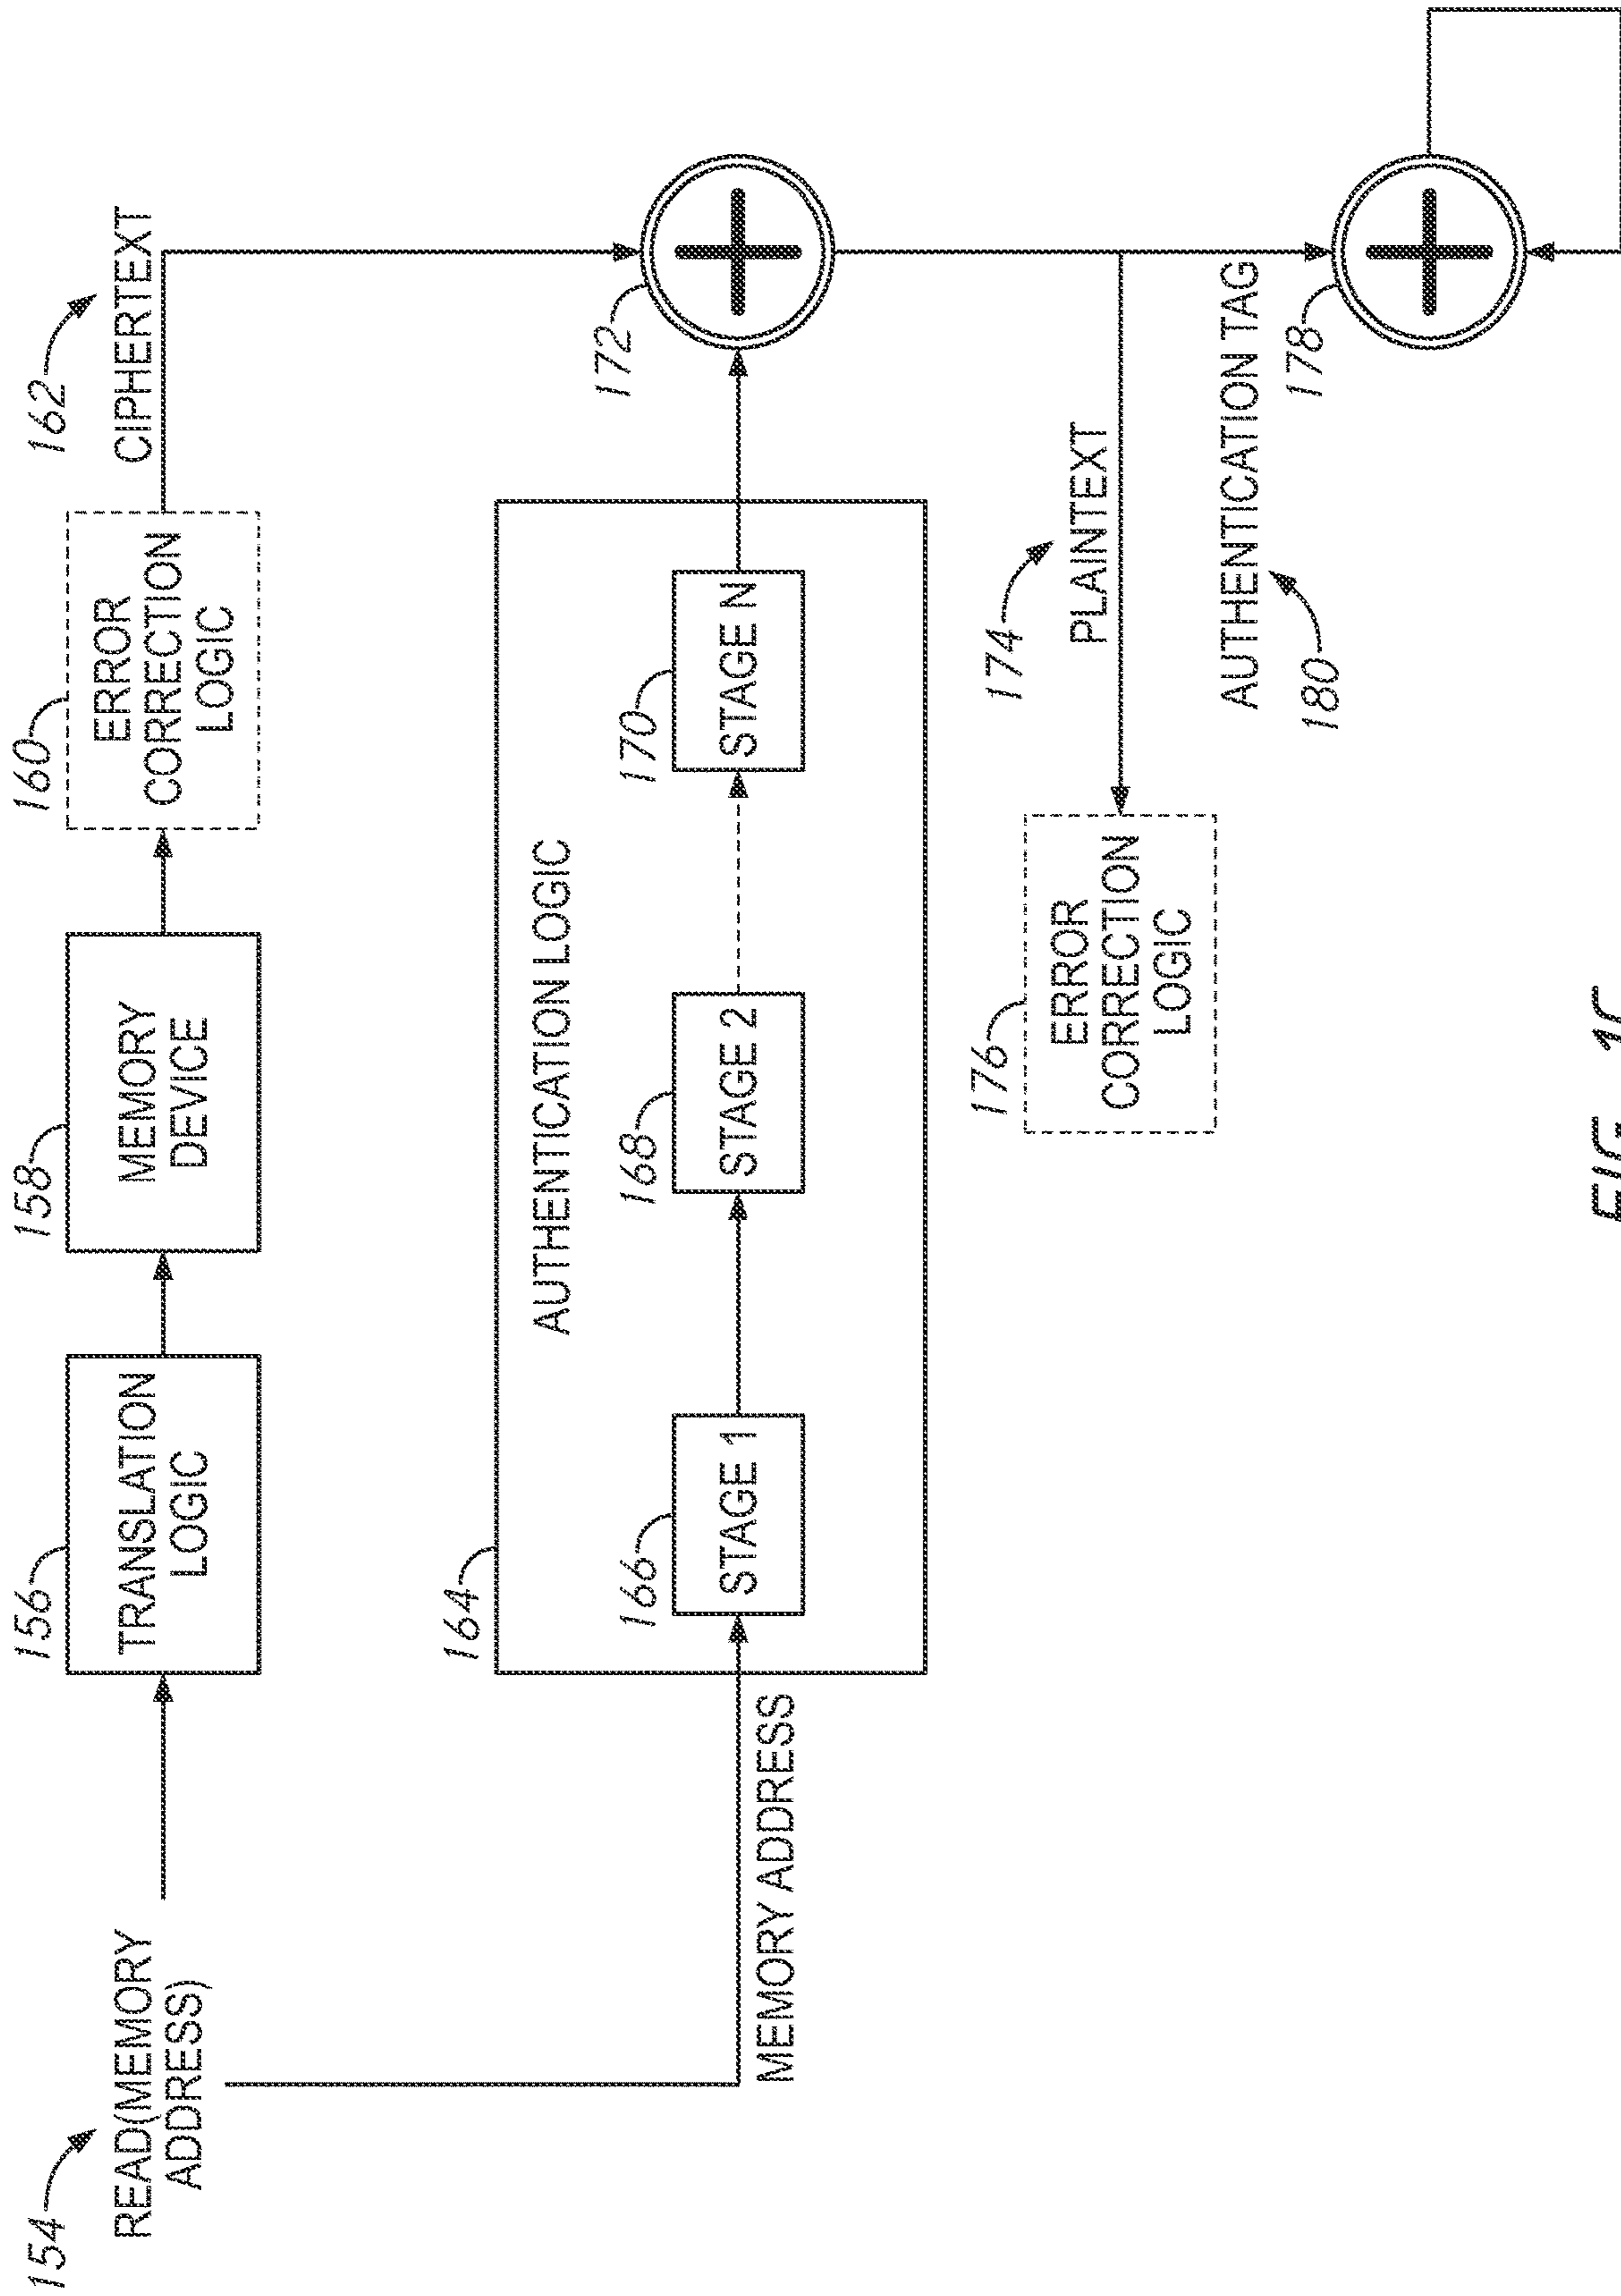 154
READ(MEMORY
ADDRESS)
156
TRANSLATION
LOGIC
158
MEMORY
DEVICE
160
ERROR
CORRECTION
LOGIC
162
CIPHERTEXT
164
AUTHENTICATION LOGIC
MEMORY ADDRESS
166
STAGE 1
168
STAGE 2
170
STAGE N
172
174
PLAINTEXT
176
ERROR
CORRECTION
LOGIC
AUTHENTICATION TAG
180
178
FIG. 1C